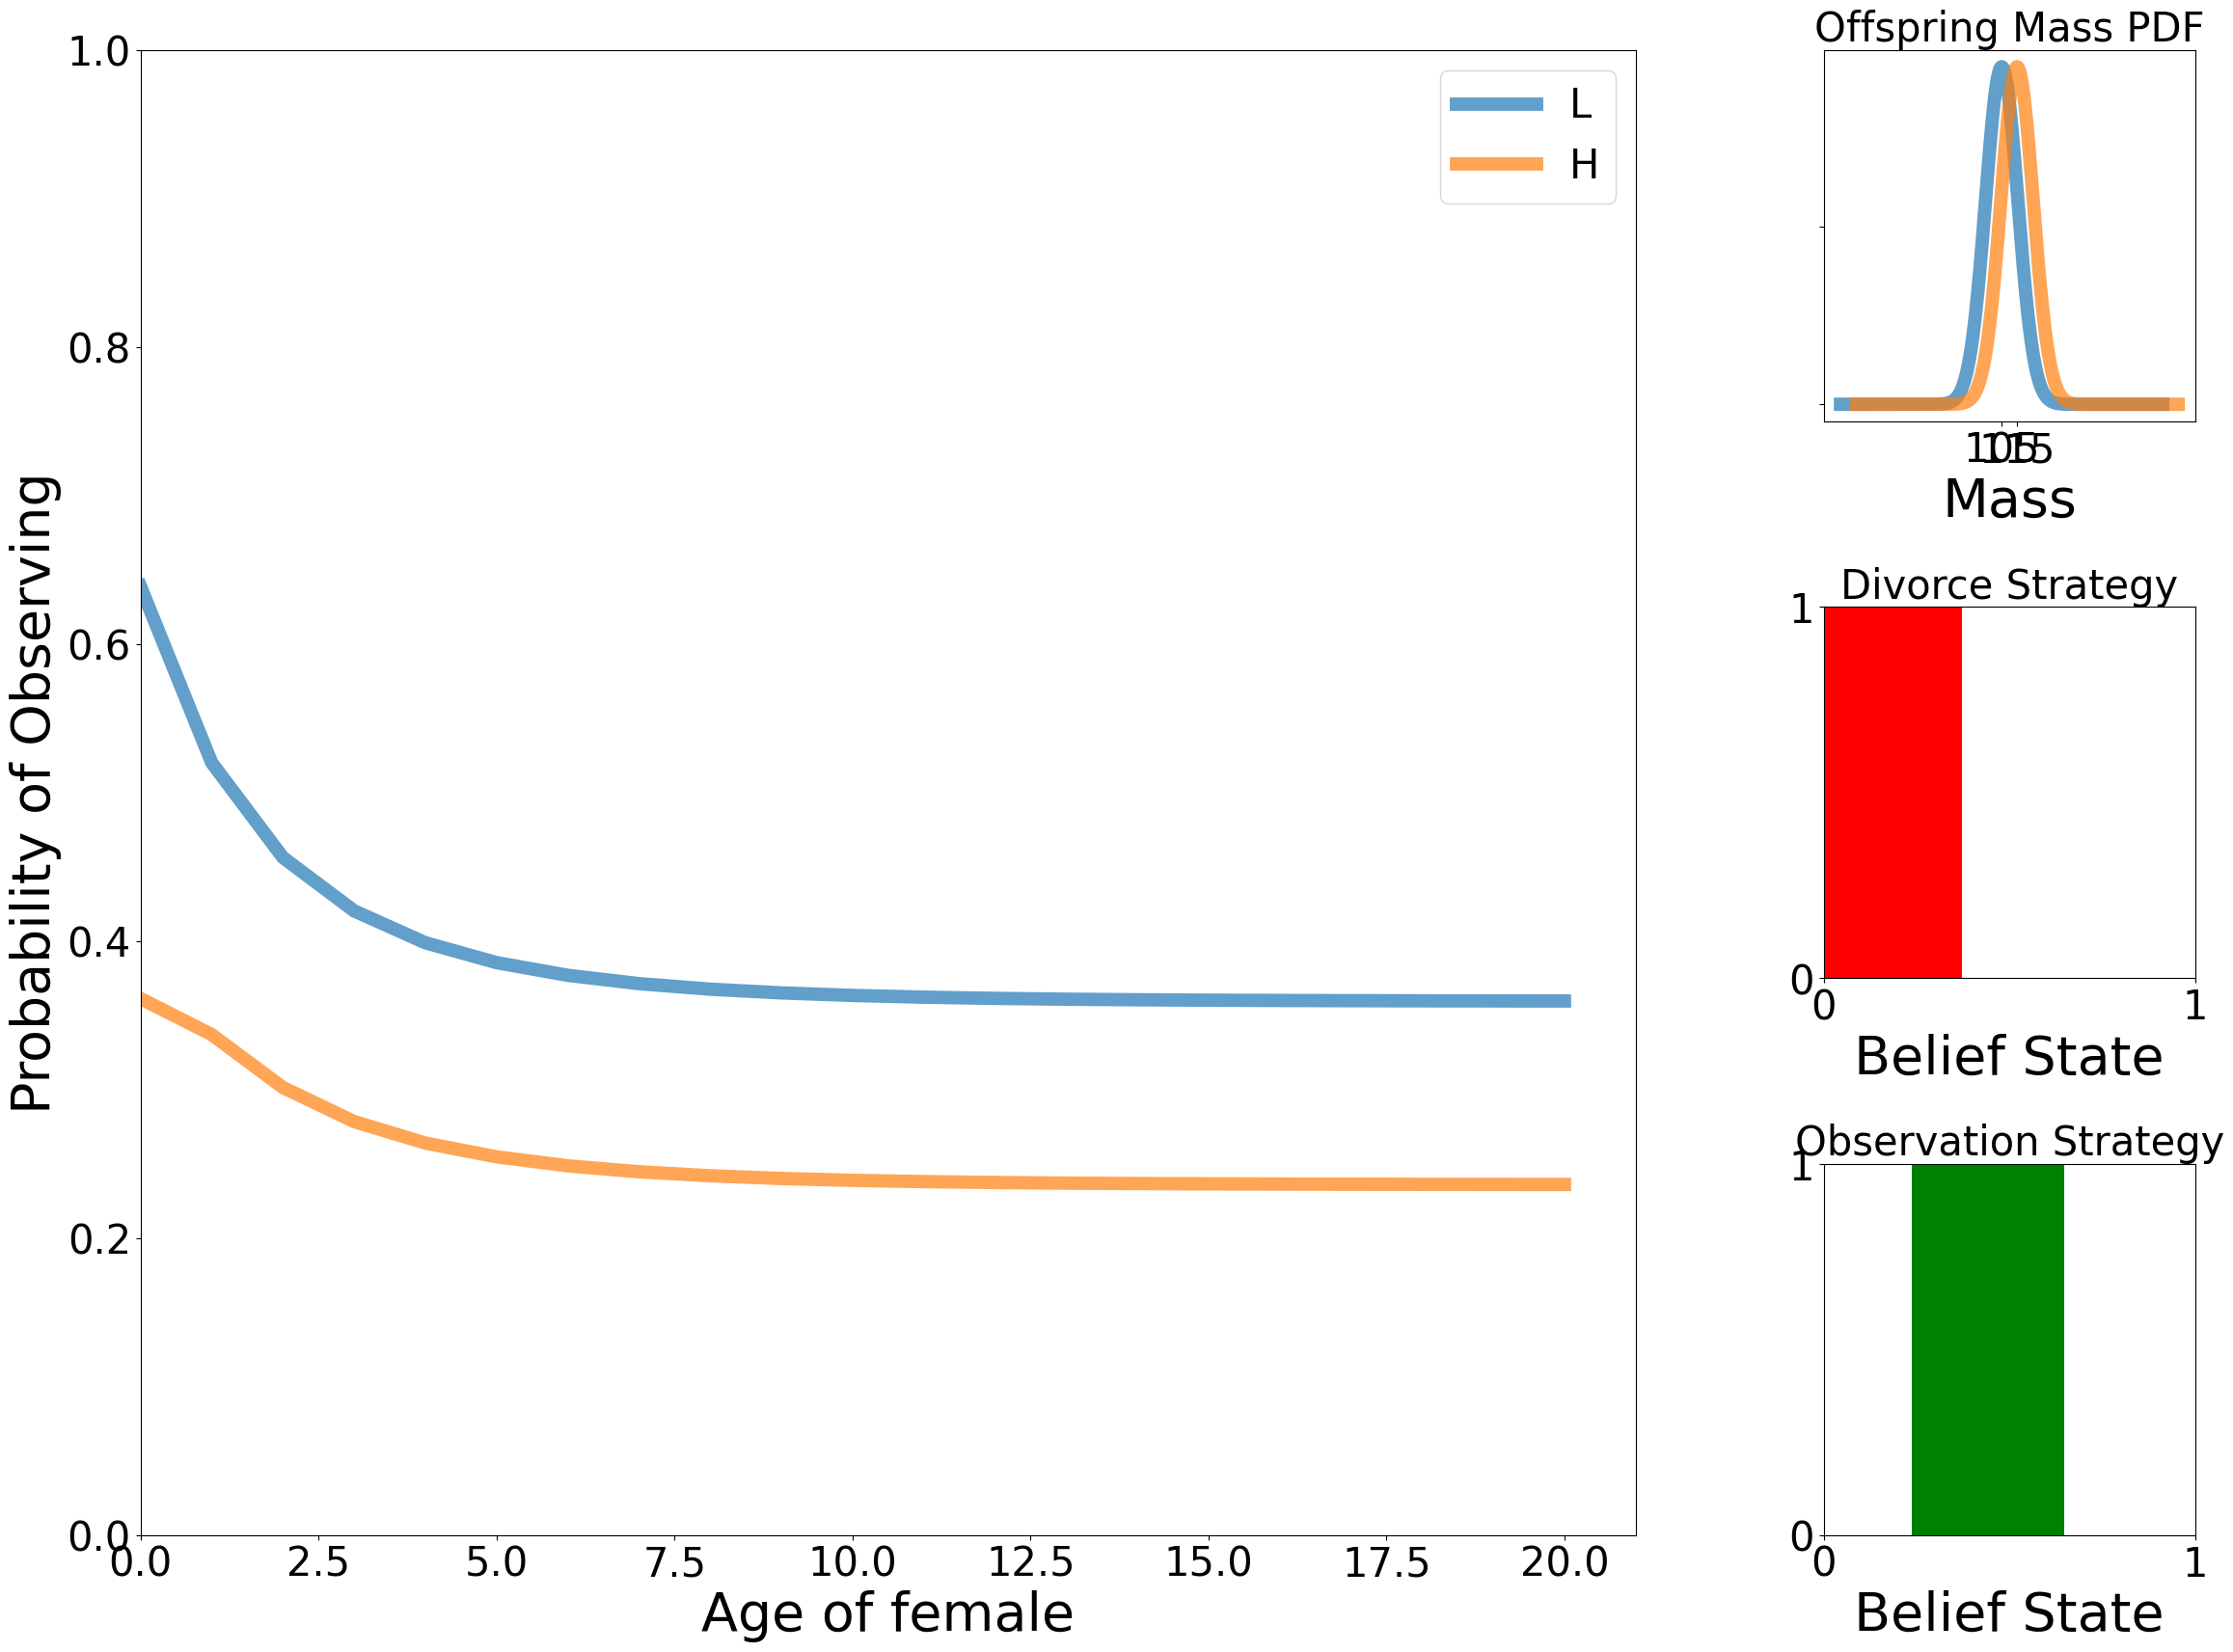 Probability of Observing
1.0
0.8
0.6
0.4
0.2
0.0
0.0 2.5 5.0 7.5 10.0 12.5 15.0 17.5 20.0
Age of female
L
H
Offspring Mass PDF
105
115
Mass
Divorce Strategy
1
0
0 1
Belief State
Observation Strategy
1
0
0 1
Belief State